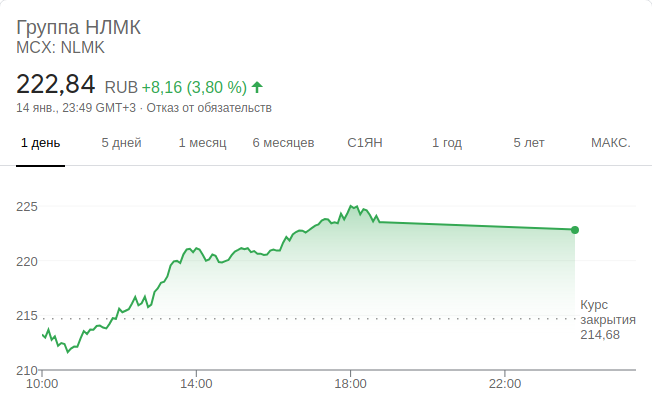 Группа НЛМК
MCX: NLMK
222,84 RUB +8,16 (3,80 %)
14 янв., 23:49 GMT+3 · Отказ от обязательств
1 день 5 дней 1 месяц 6 месяцев С1ЯН 1 год 5 лет МАКС.
225
220
215
210
Курс
закрытия
214,68
10:00 14:00 18:00 22:00